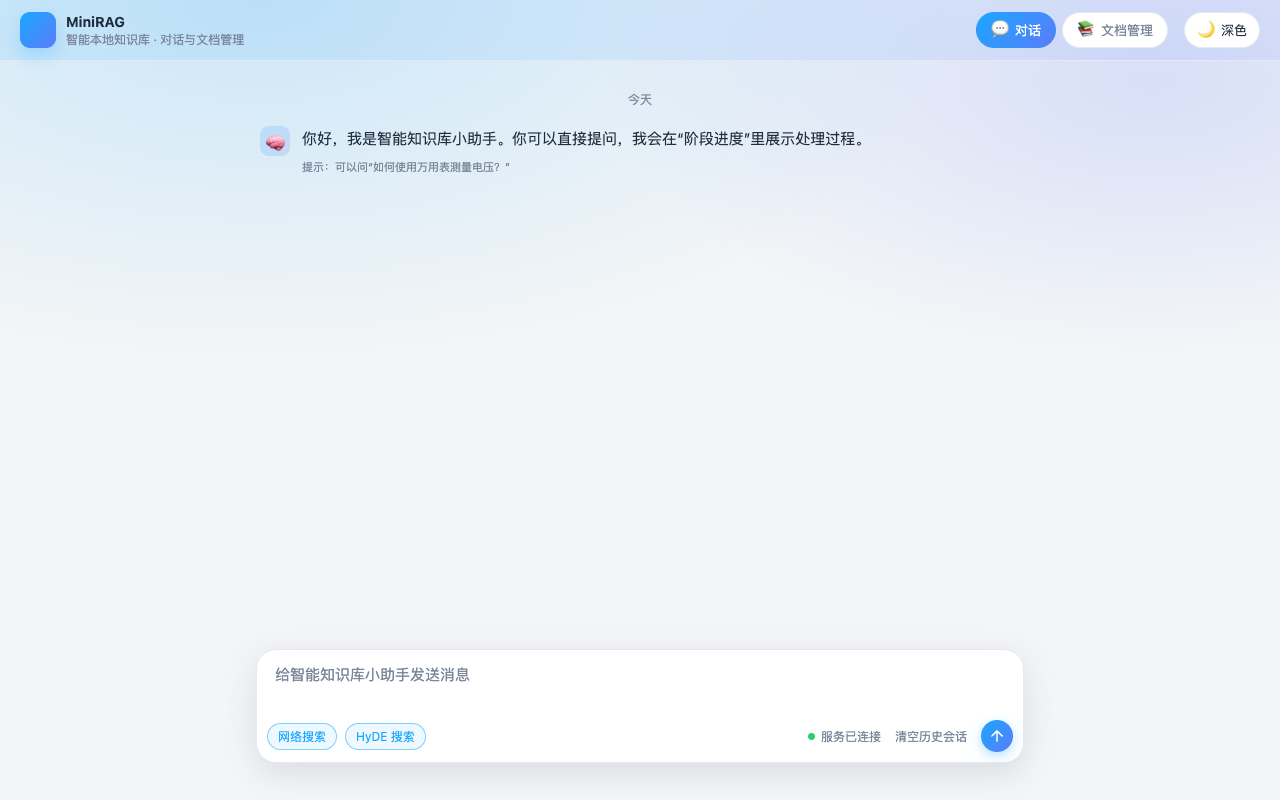 MiniRAG
智能本地知识库 · 对话与文档管理
对话
文档管理
深色
今天
你好，我是智能知识库小助手。你可以直接提问，我会在“阶段进度”里展示处理过程。
提示：可以问“如何使用万用表测量电压？”
给智能知识库小助手发送消息
网络搜索
HyDE 搜索
服务已连接
清空历史会话